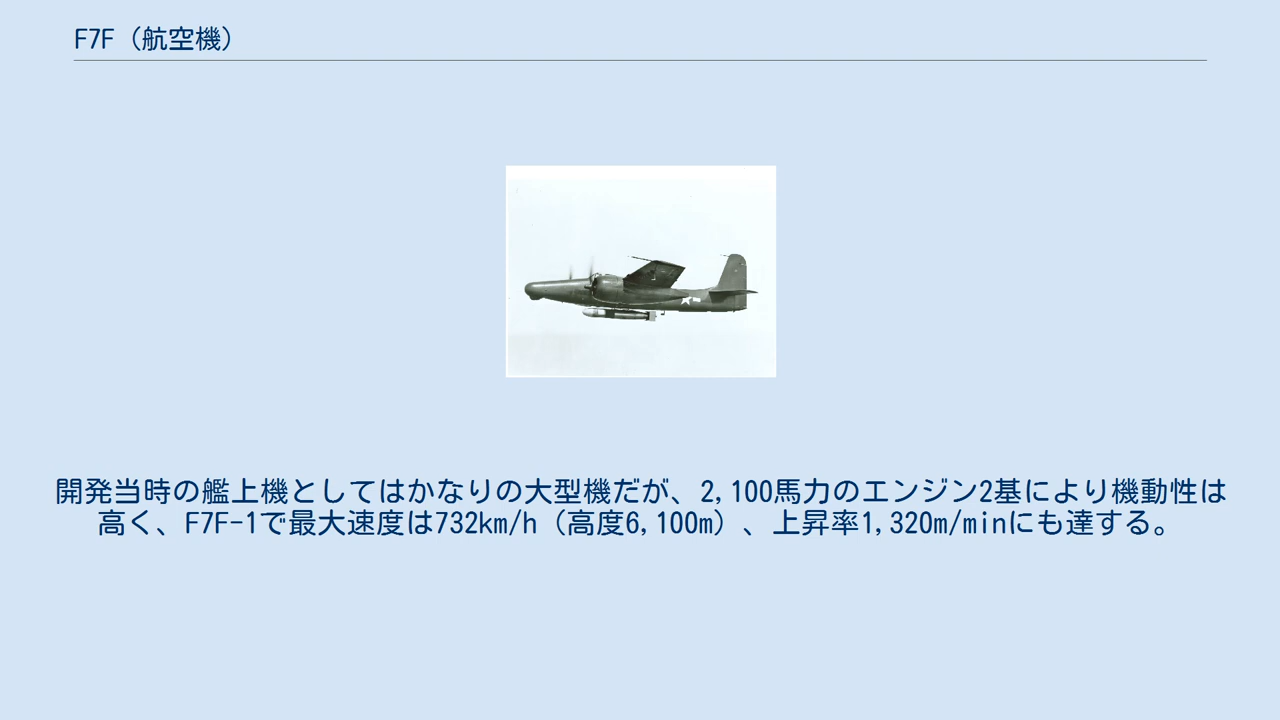 F7F（航空機）
開発当時の艦上機としてはかなりの大型機だが、2,100馬力のエンジン2基により機動性は
高く、F7F-1で最大速度は732km/h（高度6,100m）、上昇率1,320m/minにも達する。